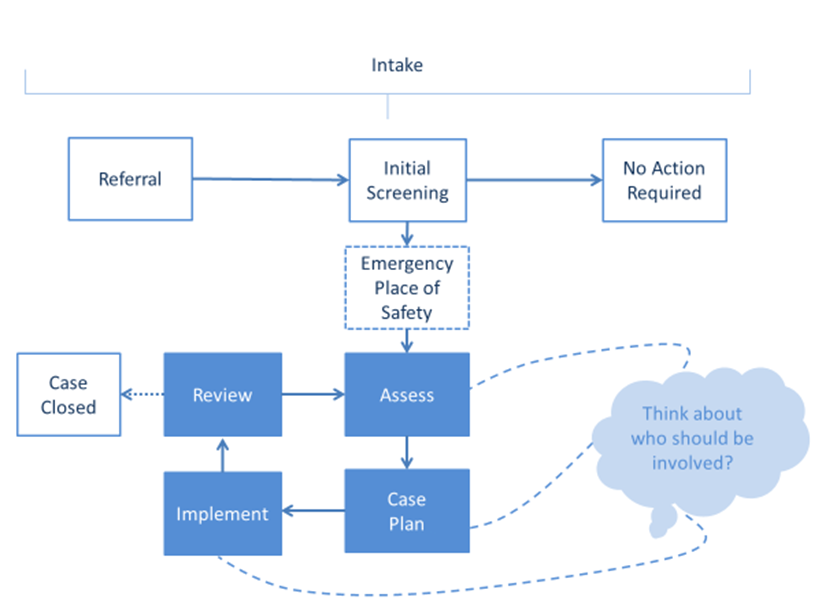 Intake
Referral
Initial
Screening
No Action
Required
Emergency
Place of
Safety
Case
Closed
Review
Assess
Think about
who should be
involved?
Implement
Case
Plan